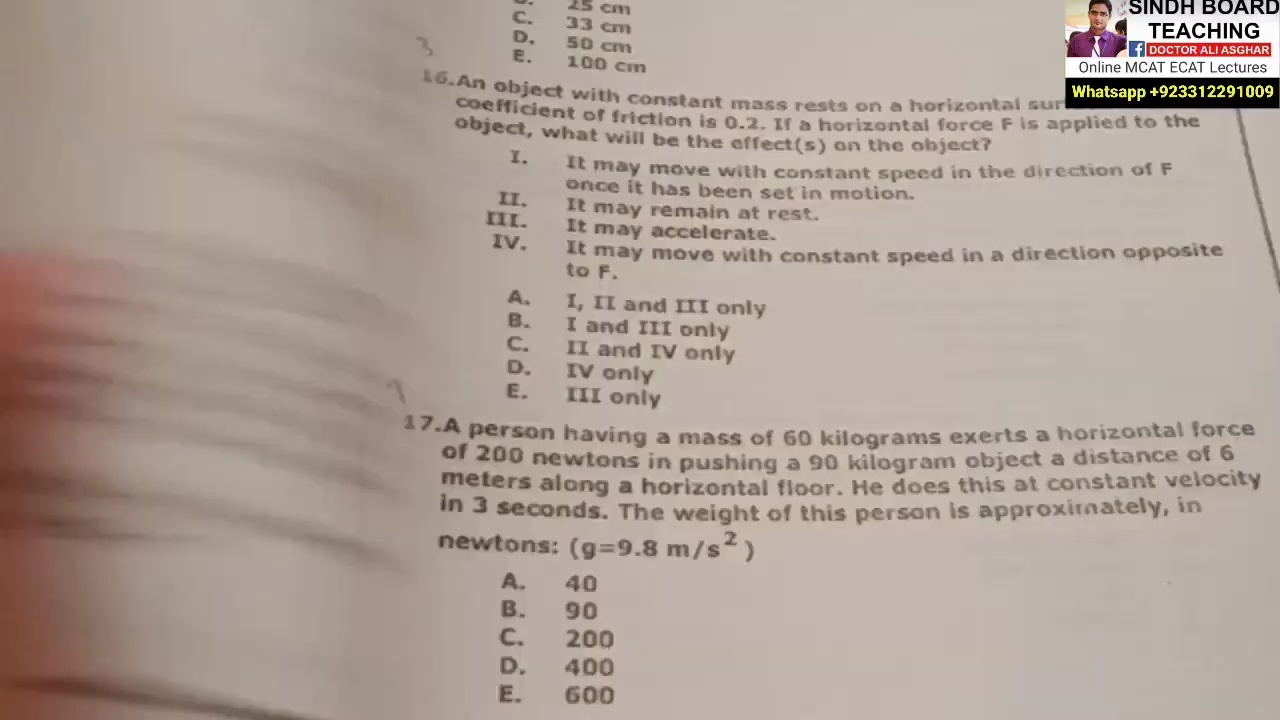 SINDH BOARD
TEACHING
f DOCTOR ALI ASGHAR
Online MCAT ECAT Lectures
Whatsapp +923312291009
25 cm
C. 33 cm
D. 50 cm
E. 100 cm
16.An object with constant mass rests on a horizontal
coefficient of friction is 0.2. If a horizontal force F is applied to the
object, what will be the effect(s) on the object?
I. It may move with constant speed in the direction of F
once it has been set in motion.
II. It may remain at rest.
III. It may accelerate.
IV. It may move with constant speed in a direction opposite
to F.
A. I, II and III only
B. I and III only
C. II and IV only
D. IV only
E. III only
17.A person having a mass of 60 kilograms exerts a horizontal force
of 200 newtons in pushing a 90 kilogram object a distance of 6
meters along a horizontal floor. He does this at constant velocity
in 3 seconds. The weight of this person is approximately, in
newtons: (g=9.8 m/s²)
A. 40
B. 90
C. 200
D. 400
E. 600